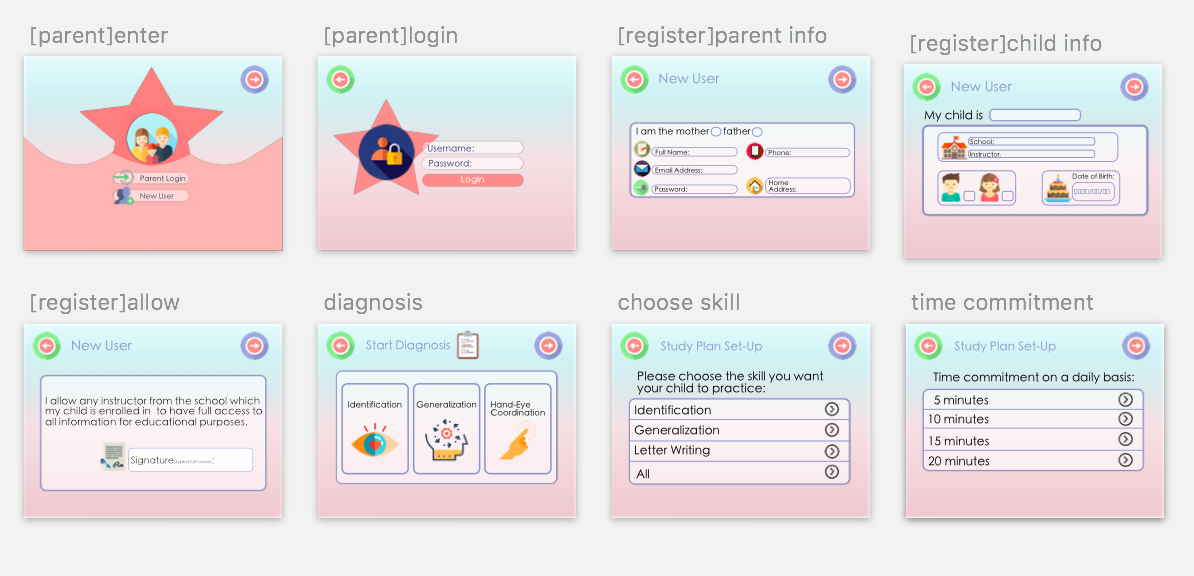 [parent]enter
Parent Login
New User
[parent]login
Username:
Password:
Login
[register]parent info
New User
I am the mother father
Full Name:
Phone:
Email Address:
Password:
Home
Address:
[register]child info
New User
My child is
School:
Instructor:
Date of Birth:
[register]allow
New User
I allow any instructor from the school which
my child is enrolled in to have full access to
all information for educational purposes.
Signature(typed full name):
diagnosis
Start Diagnosis
Identification
Generalization
Hand-Eye
Coordination
choose skill
Study Plan Set-Up
Please choose the skill you want
your child to practice:
Identification
Generalization
Letter Writing
All
time commitment
Study Plan Set-Up
Time commitment on a daily basis:
5 minutes
10 minutes
15 minutes
20 minutes